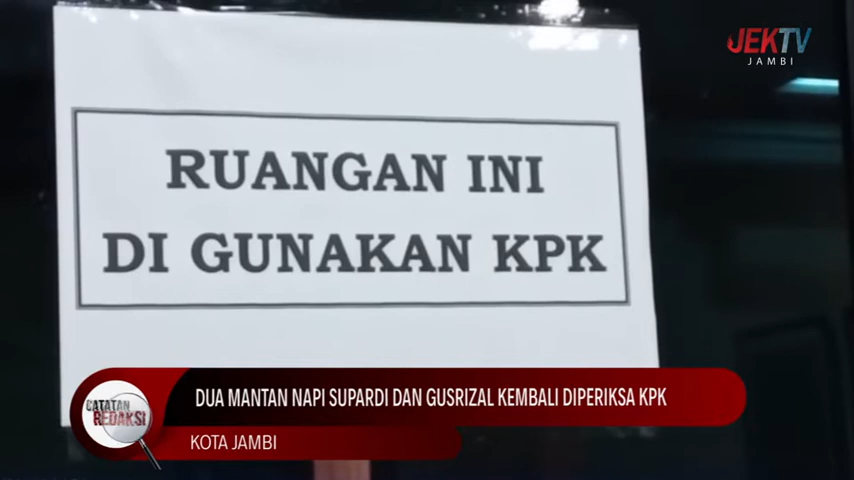 JEKTV
JAMBI
RUANGAN INI
DI GUNAKAN KPK
CATATAN
REDAKSI
DUA MANTAN NAPI SUPARDI DAN GUSRIZAL KEMBALI DIPERIKSA KPK
KOTA JAMBI